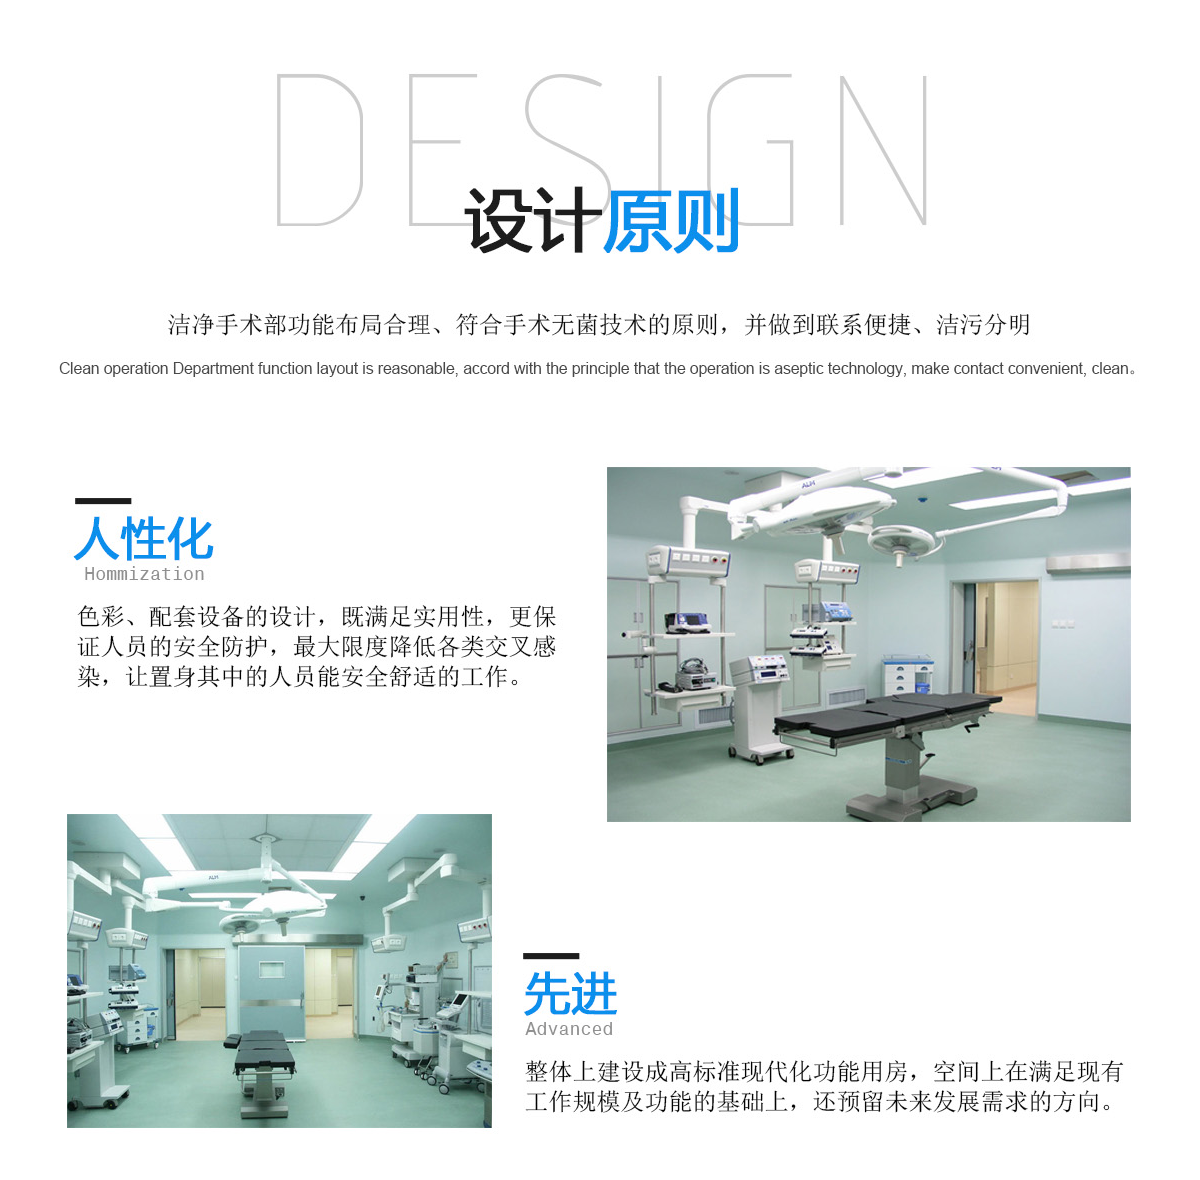 DESIGN
设计原则
洁净手术部功能布局合理、符合手术无菌技术的原则，并做到联系便捷、洁污分明
Clean operation Department function layout is reasonable, accord with the principle that the operation is aseptic technology, make contact convenient, clean。
人性化
Hommization
色彩、配套设备的设计，既满足实用性，更保
证人员的安全防护，最大限度降低各类交叉感
染，让置身其中的人员能安全舒适的工作。
ALM
ALM
先进
Advanced
整体上建设成高标准现代化功能用房，空间上在满足现有
工作规模及功能的基础上，还预留未来发展需求的方向。